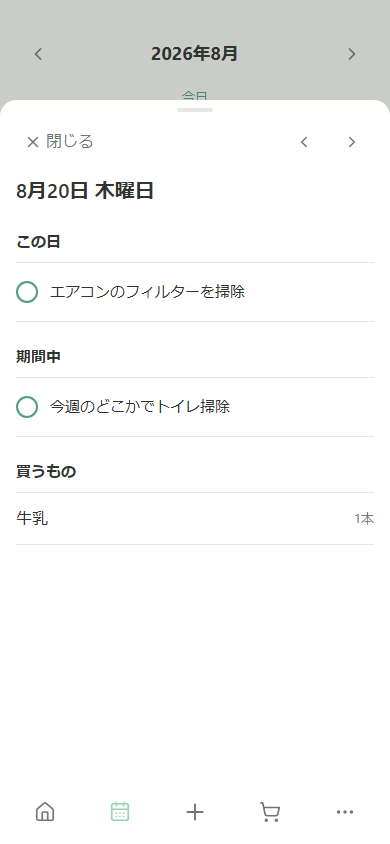 2026年8月
今日
閉じる
8月20日 木曜日
この日
エアコンのフィルターを掃除
期間中
今週のどこかでトイレ掃除
買うもの
牛乳 1本